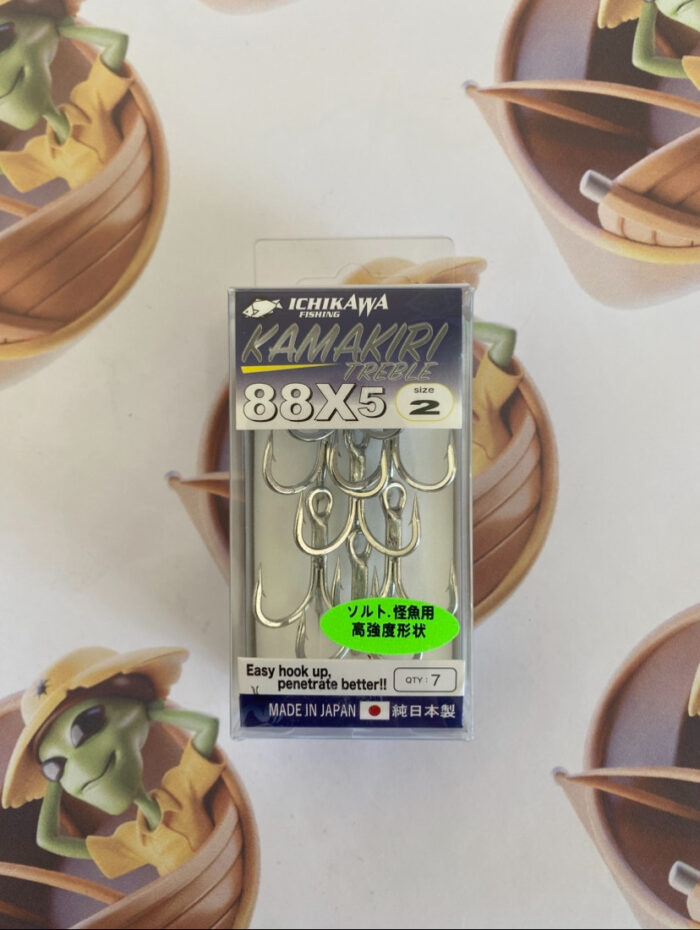 ICHIKAWA
FISHING
KAMAKIRI
TREBLE
88X5
size
2
ソルト.怪魚用
高強度形状
Easy hook up,
penetrate better!!
QTY : 7
MADE IN JAPAN 純日本製